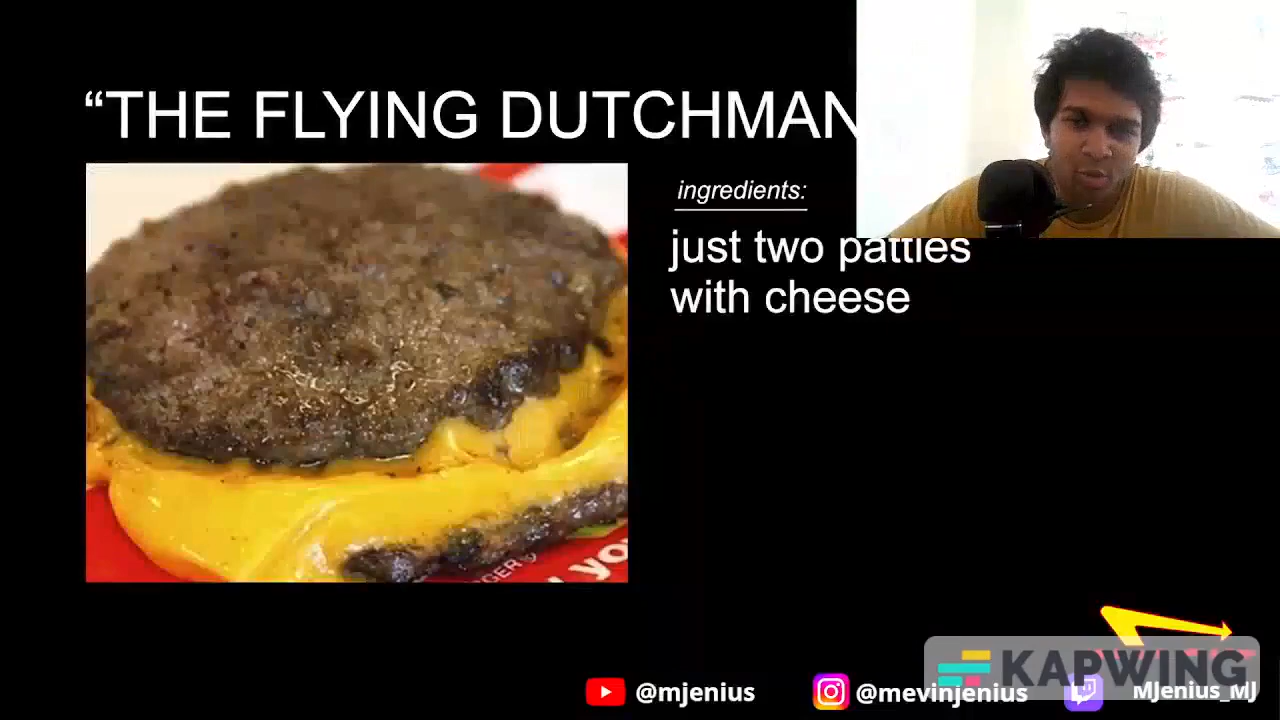 “THE FLYING DUTCHMAN
ingredients:
just two patties
with cheese
KAPWING
@mjenius
@mevinjenius
MJenius_MJ